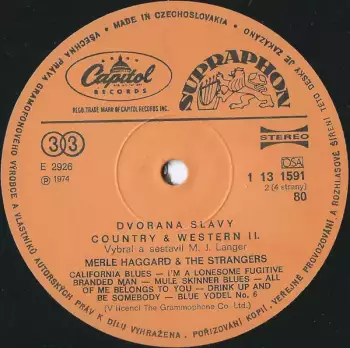 VŠECHNA PRÁVA GRAMOFONOVÉHO VÝROBCE A VLASTNÍKŮ AUTORSKÝCH PRÁV K DÍLU VYHRAZENA. POŘIZOVÁNÍ KOPIÍ, VEREJNÉ PROVOZOVÁNÍ A ROZHLASOVÉ ŠÍŘENÍ TÉTO DESKY JE ZAKÁZÁNO • MADE IN CZECHOSLOVAKIA •
Capitol
RECORDS
REG. TRADE MARK OF CAPITOL RECORDS INC.
SUPRAPHON
33
E 2926
℗ 1974
STEREO
OSA
1 13 1591
2 (4 strany)
80
DVORANA SLÁVY
COUNTRY & WESTERN II.
Vybral a sestavil M. J. Langer
MERLE HAGGARD & THE STRANGERS
CALIFORNIA BLUES – I'M A LONESOME FUGITIVE
BRANDED MAN – MULE SKINNER BLUES – ALL
OF ME BELONGS TO YOU – DRINK UP AND
BE SOMEBODY – BLUE YODEL No. 6
(V licenci The Gramophone Co. Ltd.)